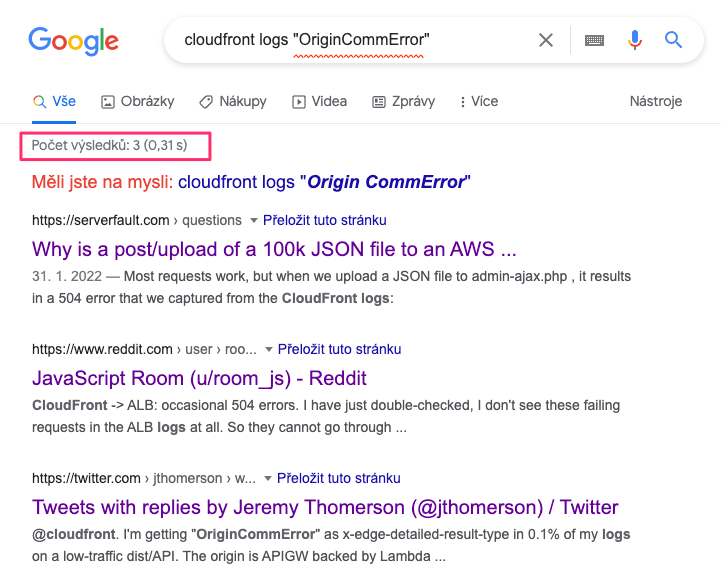 Google
cloudfront logs "OriginCommError"
Vše Obrázky Nákupy Videa Zprávy Více Nástroje
Počet výsledků: 3 (0,31 s)
Měli jste na mysli: cloudfront logs "Origin CommError"
https://serverfault.com › questions Přeložit tuto stránku
Why is a post/upload of a 100k JSON file to an AWS ...
31. 1. 2022 — Most requests work, but when we upload a JSON file to admin-ajax.php , it results
in a 504 error that we captured from the CloudFront logs:
https://www.reddit.com › user › roo... Přeložit tuto stránku
JavaScript Room (u/room_js) - Reddit
CloudFront -> ALB: occasional 504 errors. I have just double-checked, I don't see these failing
requests in the ALB logs at all. So they cannot go through ...
https://twitter.com › jthomerson › w... Přeložit tuto stránku
Tweets with replies by Jeremy Thomerson (@jthomerson) / Twitter
@cloudfront. I'm getting "OriginCommError" as x-edge-detailed-result-type in 0.1% of my logs
on a low-traffic dist/API. The origin is APIGW backed by Lambda ...